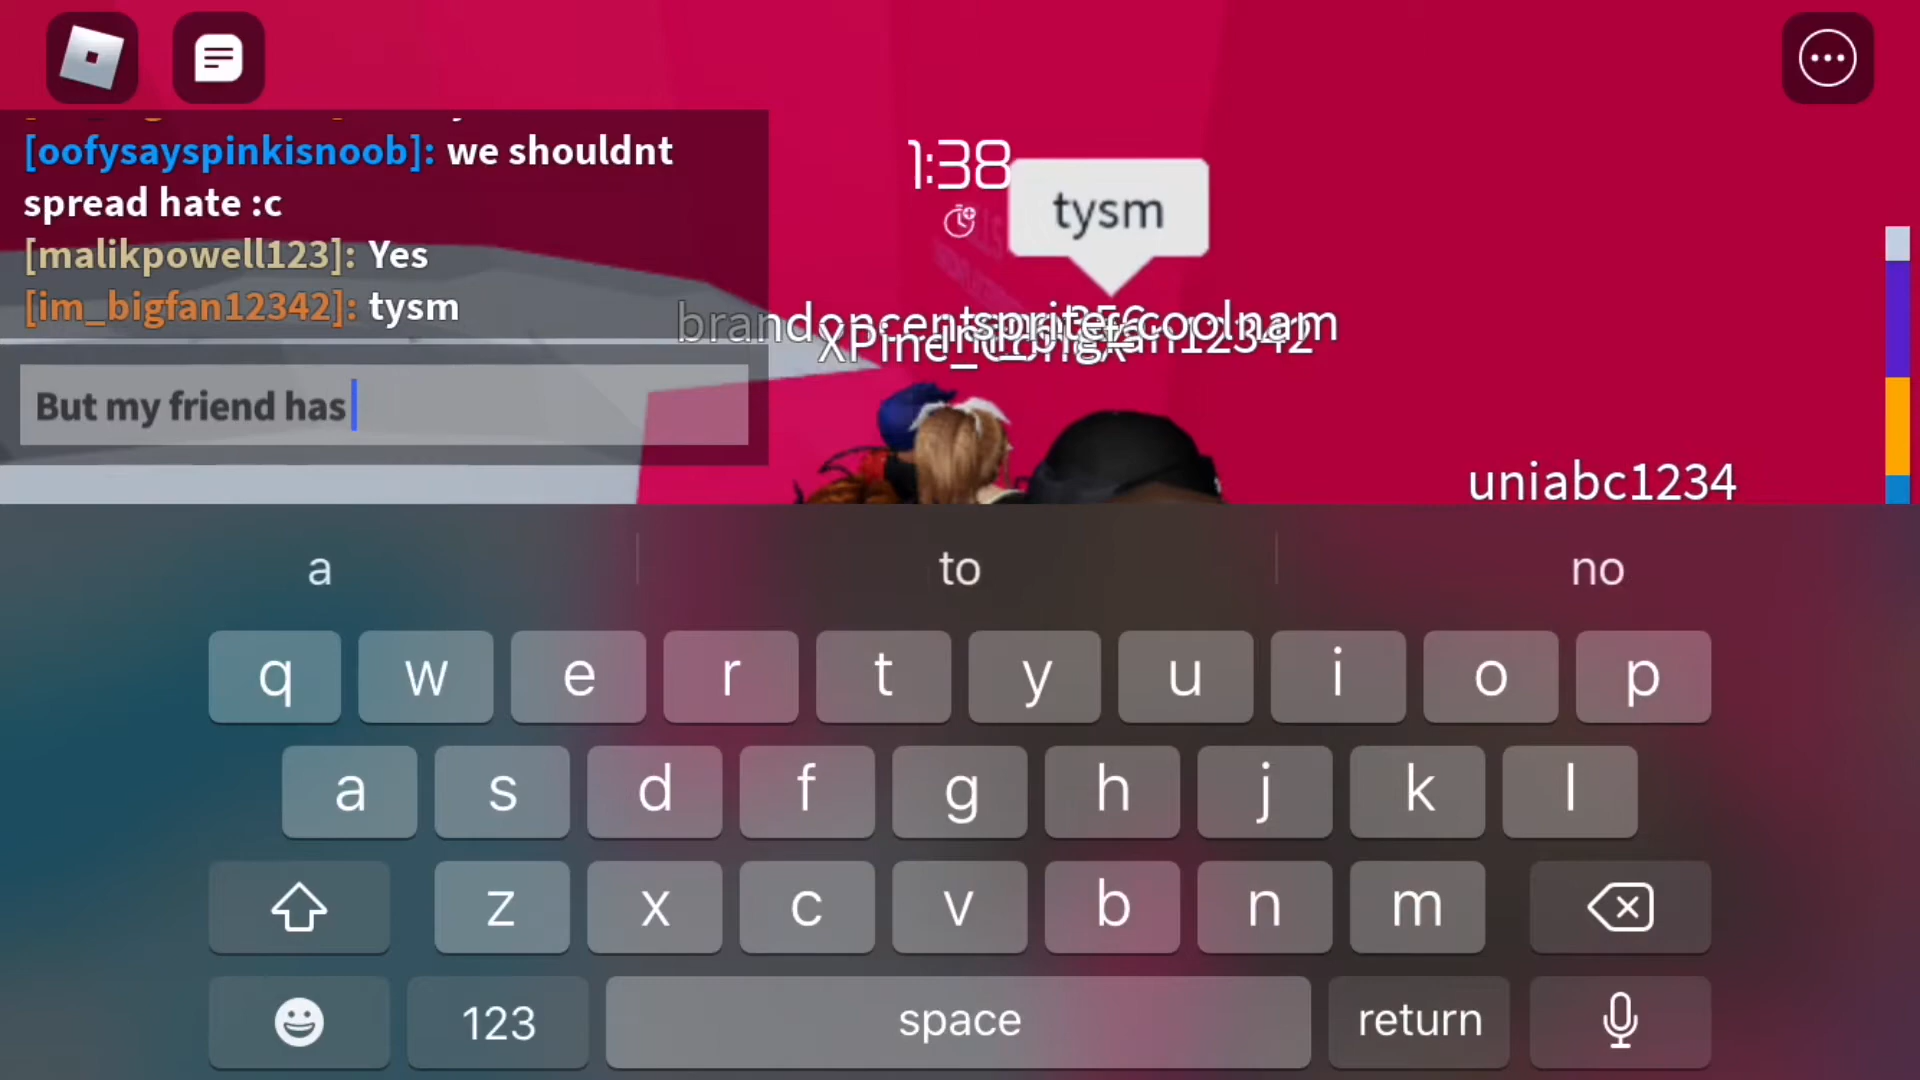 [oofysayspinkisnoob]: we shouldnt
spread hate :c
[malikpowell123]: Yes
[im_bigfan12342]: tysm
But my friend has
1:38
tysm
uniabc1234
a to no
q w e r t y u i o p
a s d f g h j k l
z x c v b n m
123 space return